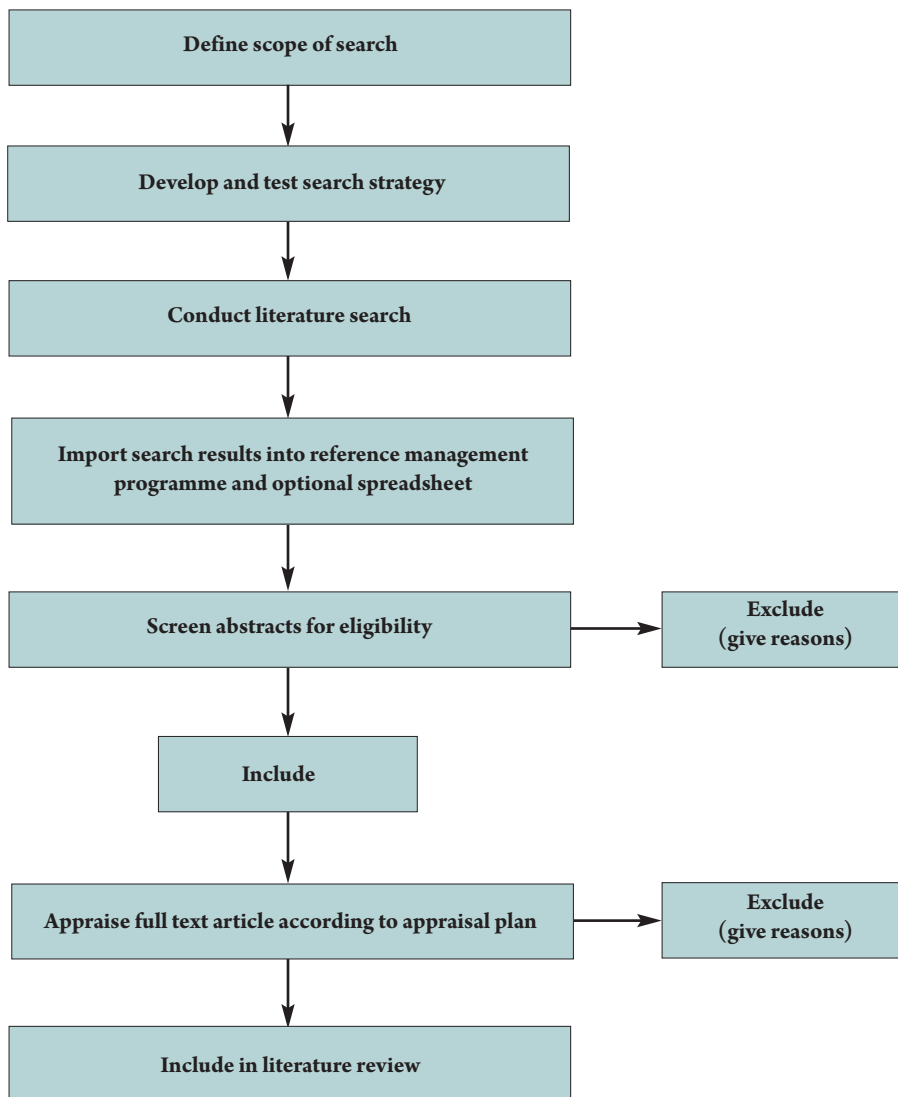 Define scope of search
Develop and test search strategy
Conduct literature search
Import search results into reference management
programme and optional spreadsheet
Screen abstracts for eligibility
Exclude
(give reasons)
Include
Appraise full text article according to appraisal plan
Exclude
(give reasons)
Include in literature review